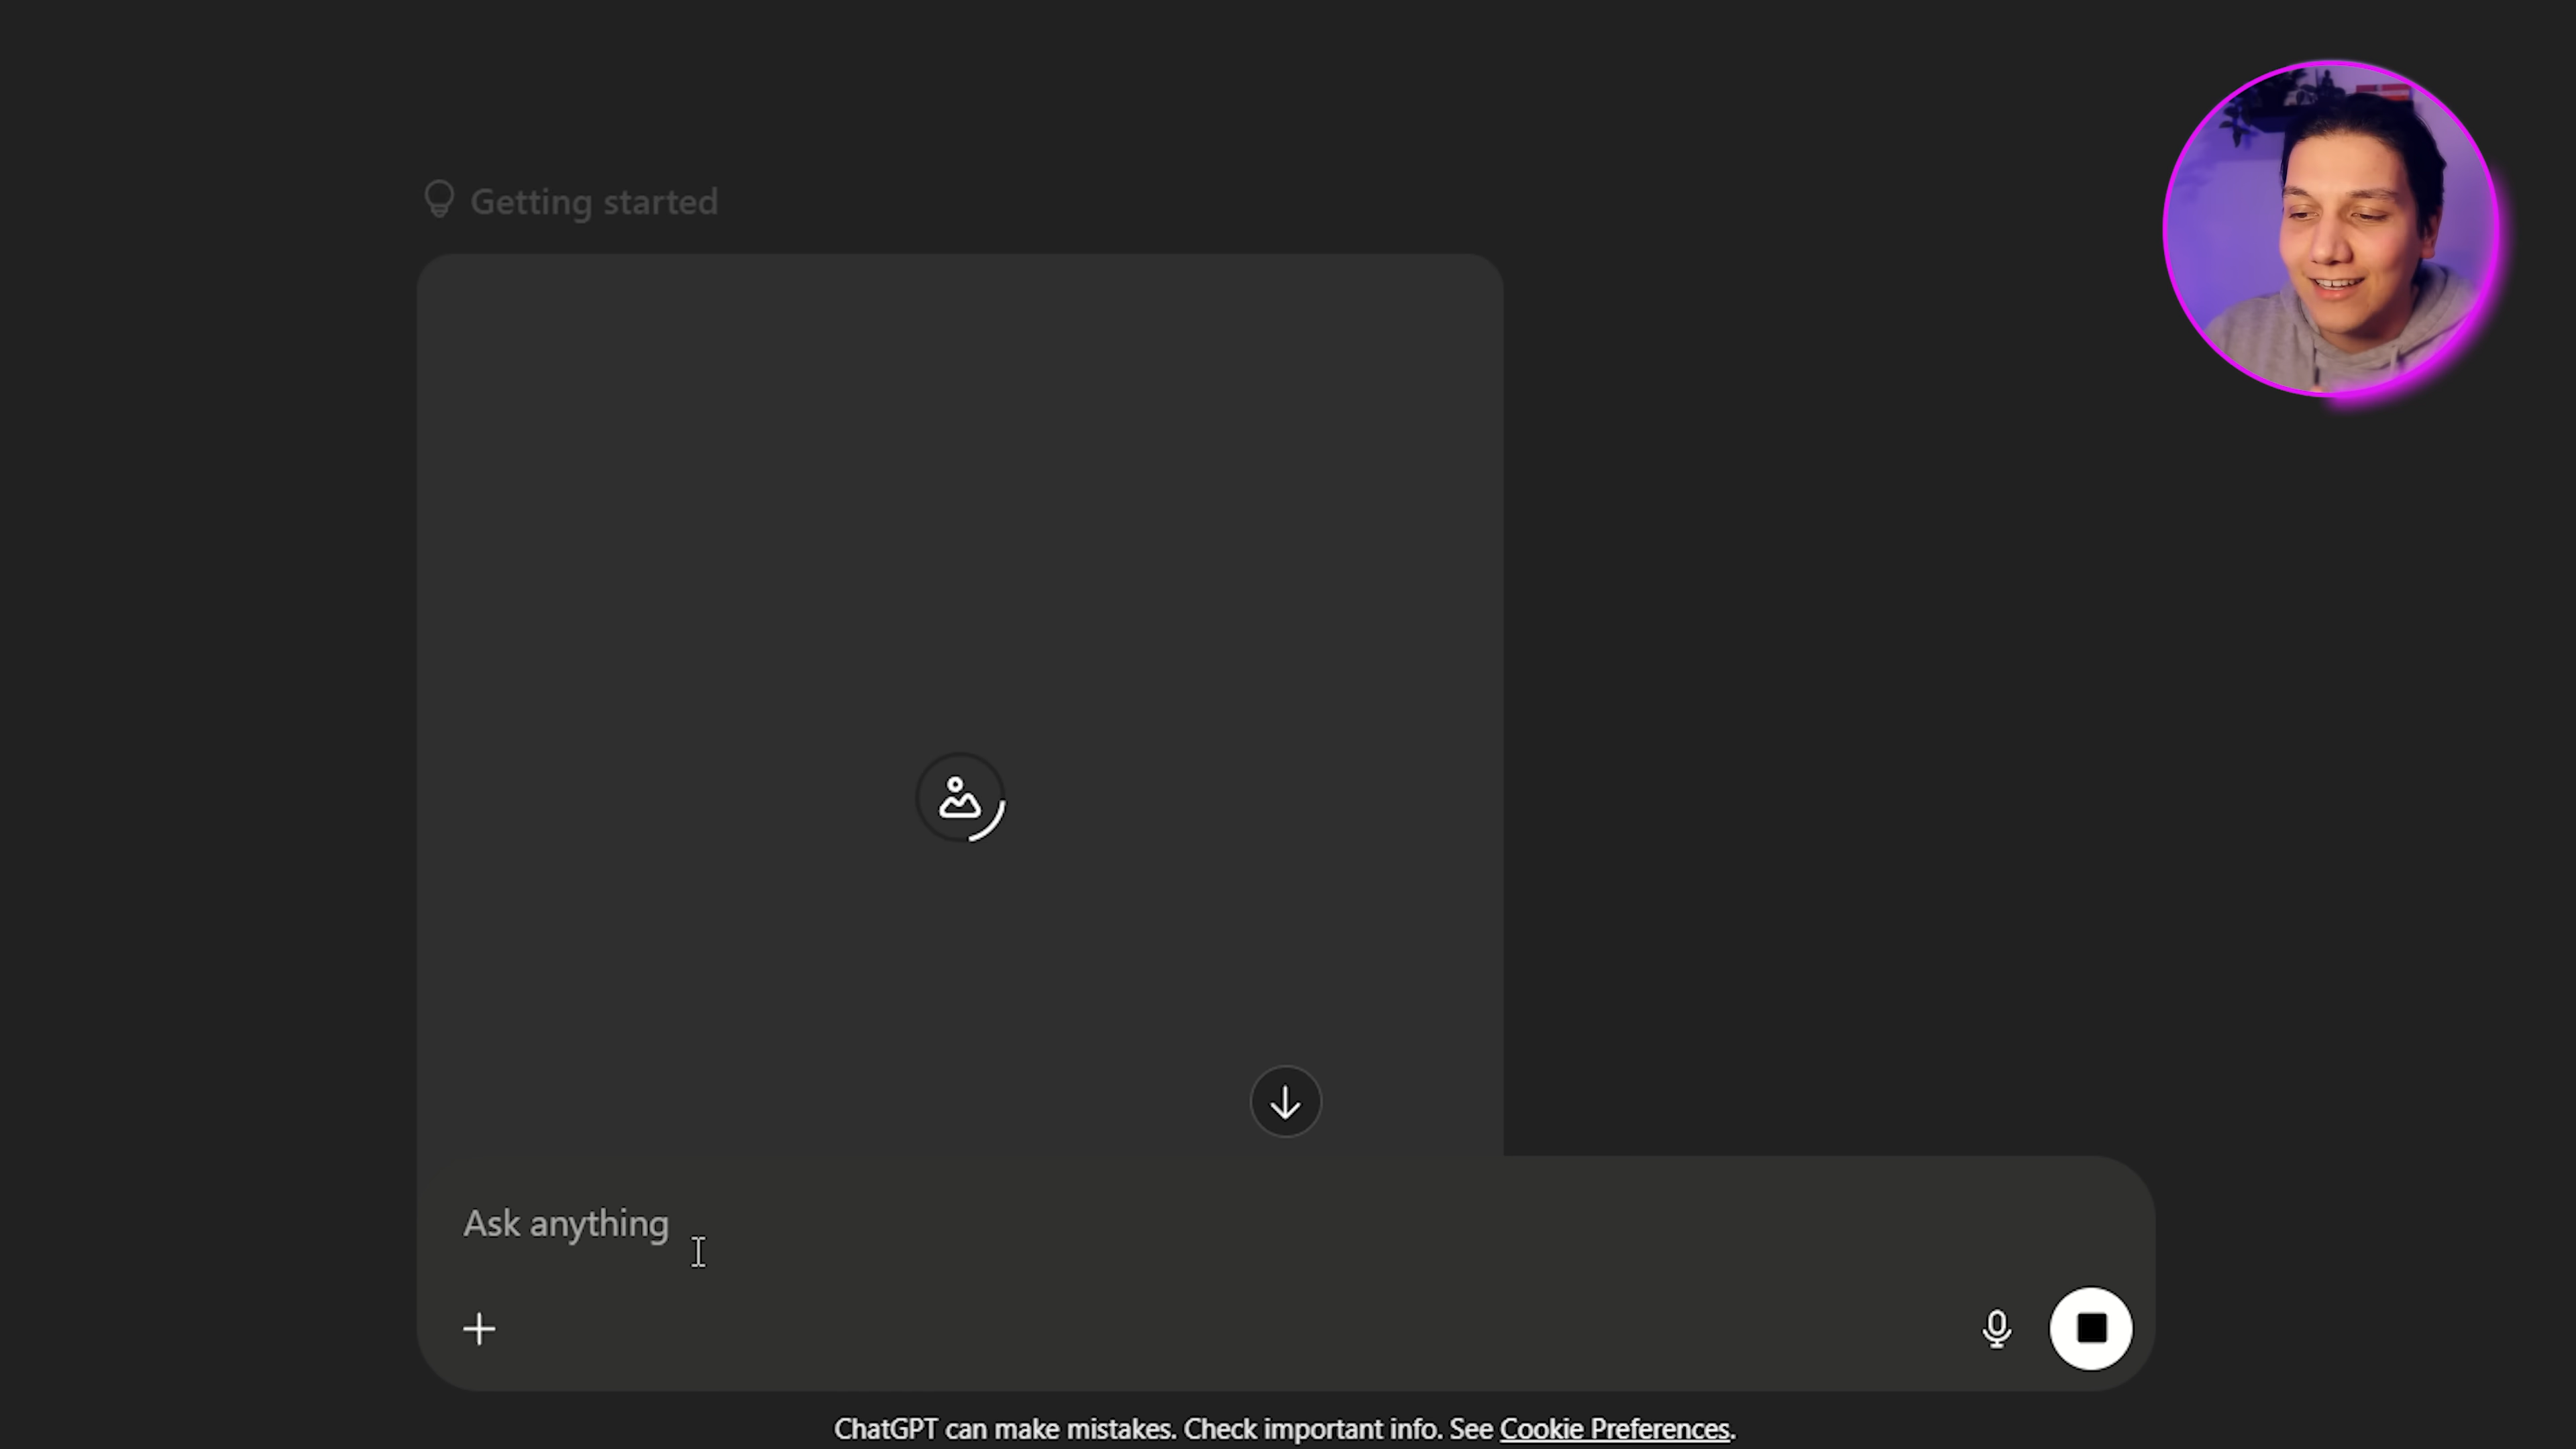 Getting started
Ask anything
ChatGPT can make mistakes. Check important info. See Cookie Preferences.